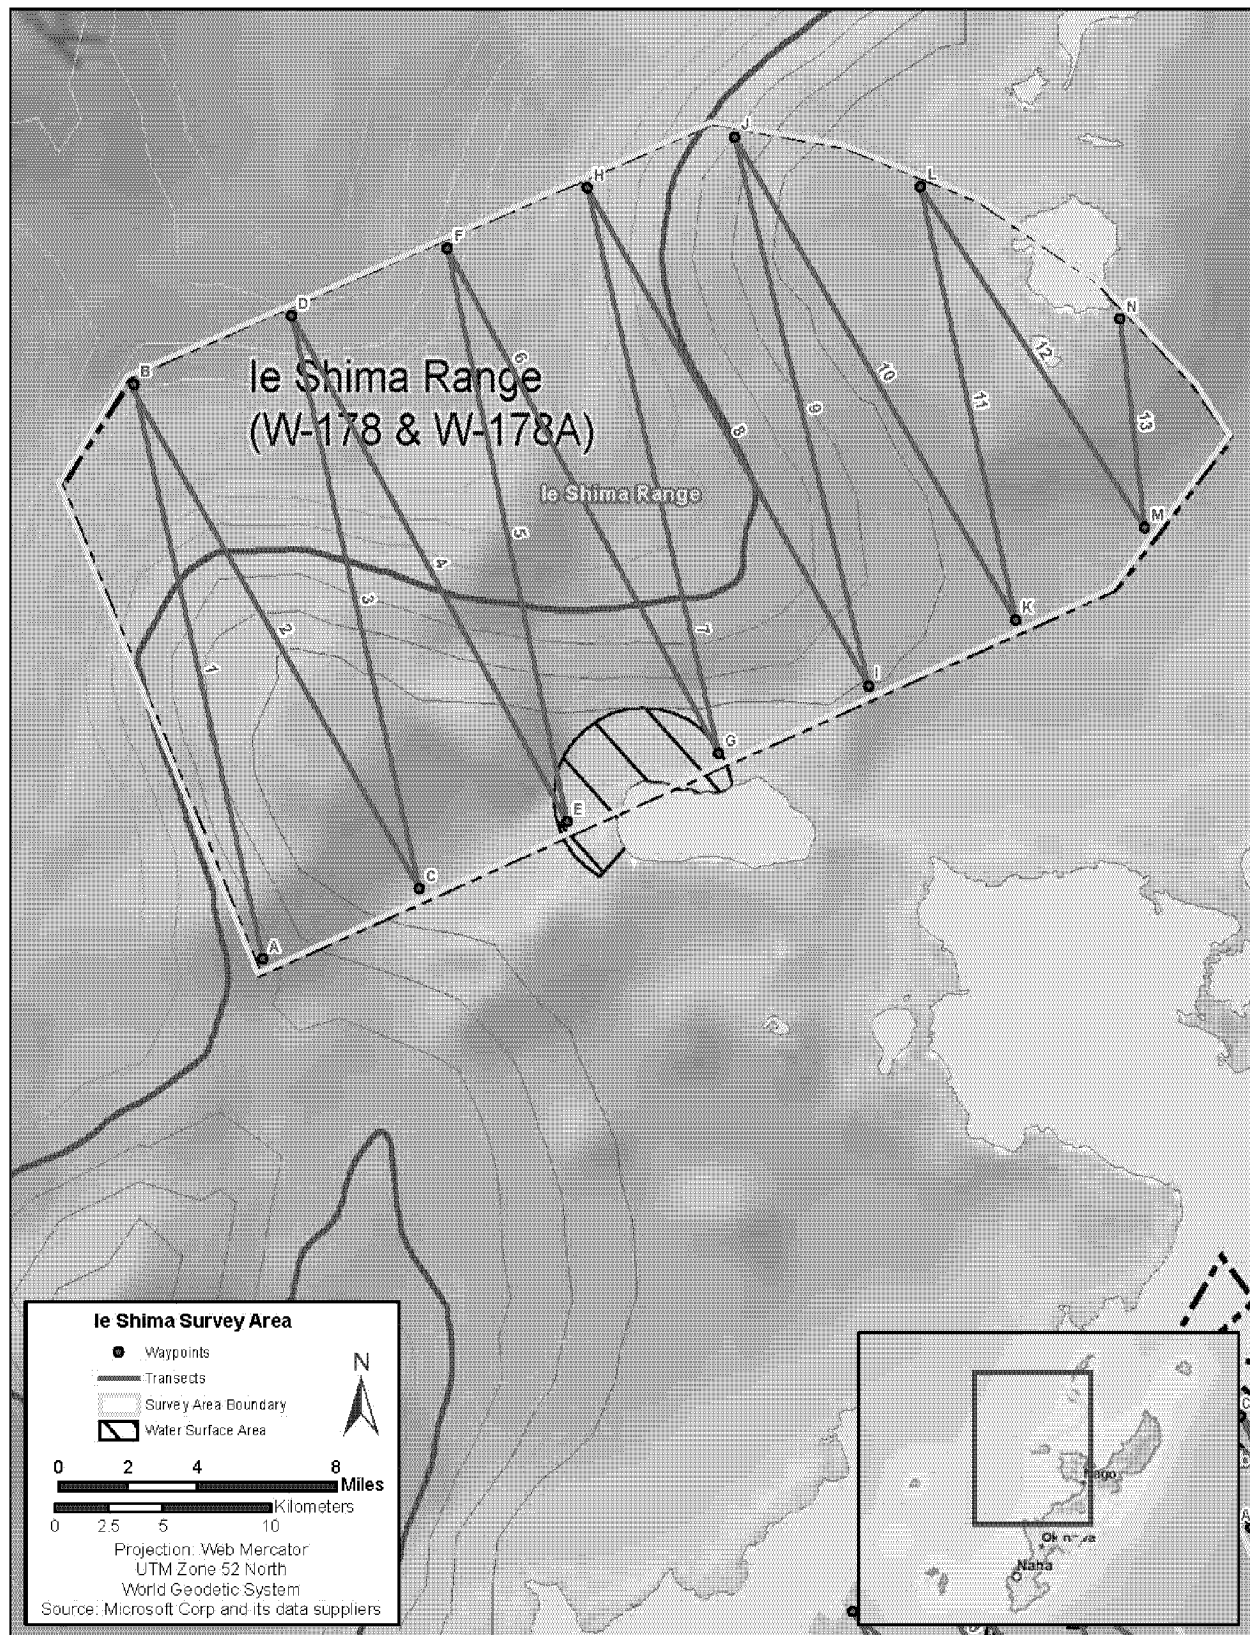 J
H
L
F
D
N
B
Ie Shima Range
(W-178 & W-178A)
6
12
10
11
9
13
8
Ie Shima Range
M
5
4
3
K
2
7
1
I
G
E
C
A
Ie Shima Survey Area
Waypoints
Transects
Survey Area Boundary
Water Surface Area
N
0 2 4 8
Miles
Kilometers
0 2.5 5 10
Projection: Web Mercator
UTM Zone 52 North
World Geodetic System
Source: Microsoft Corp and its data suppliers
Nago
Naha
C
A